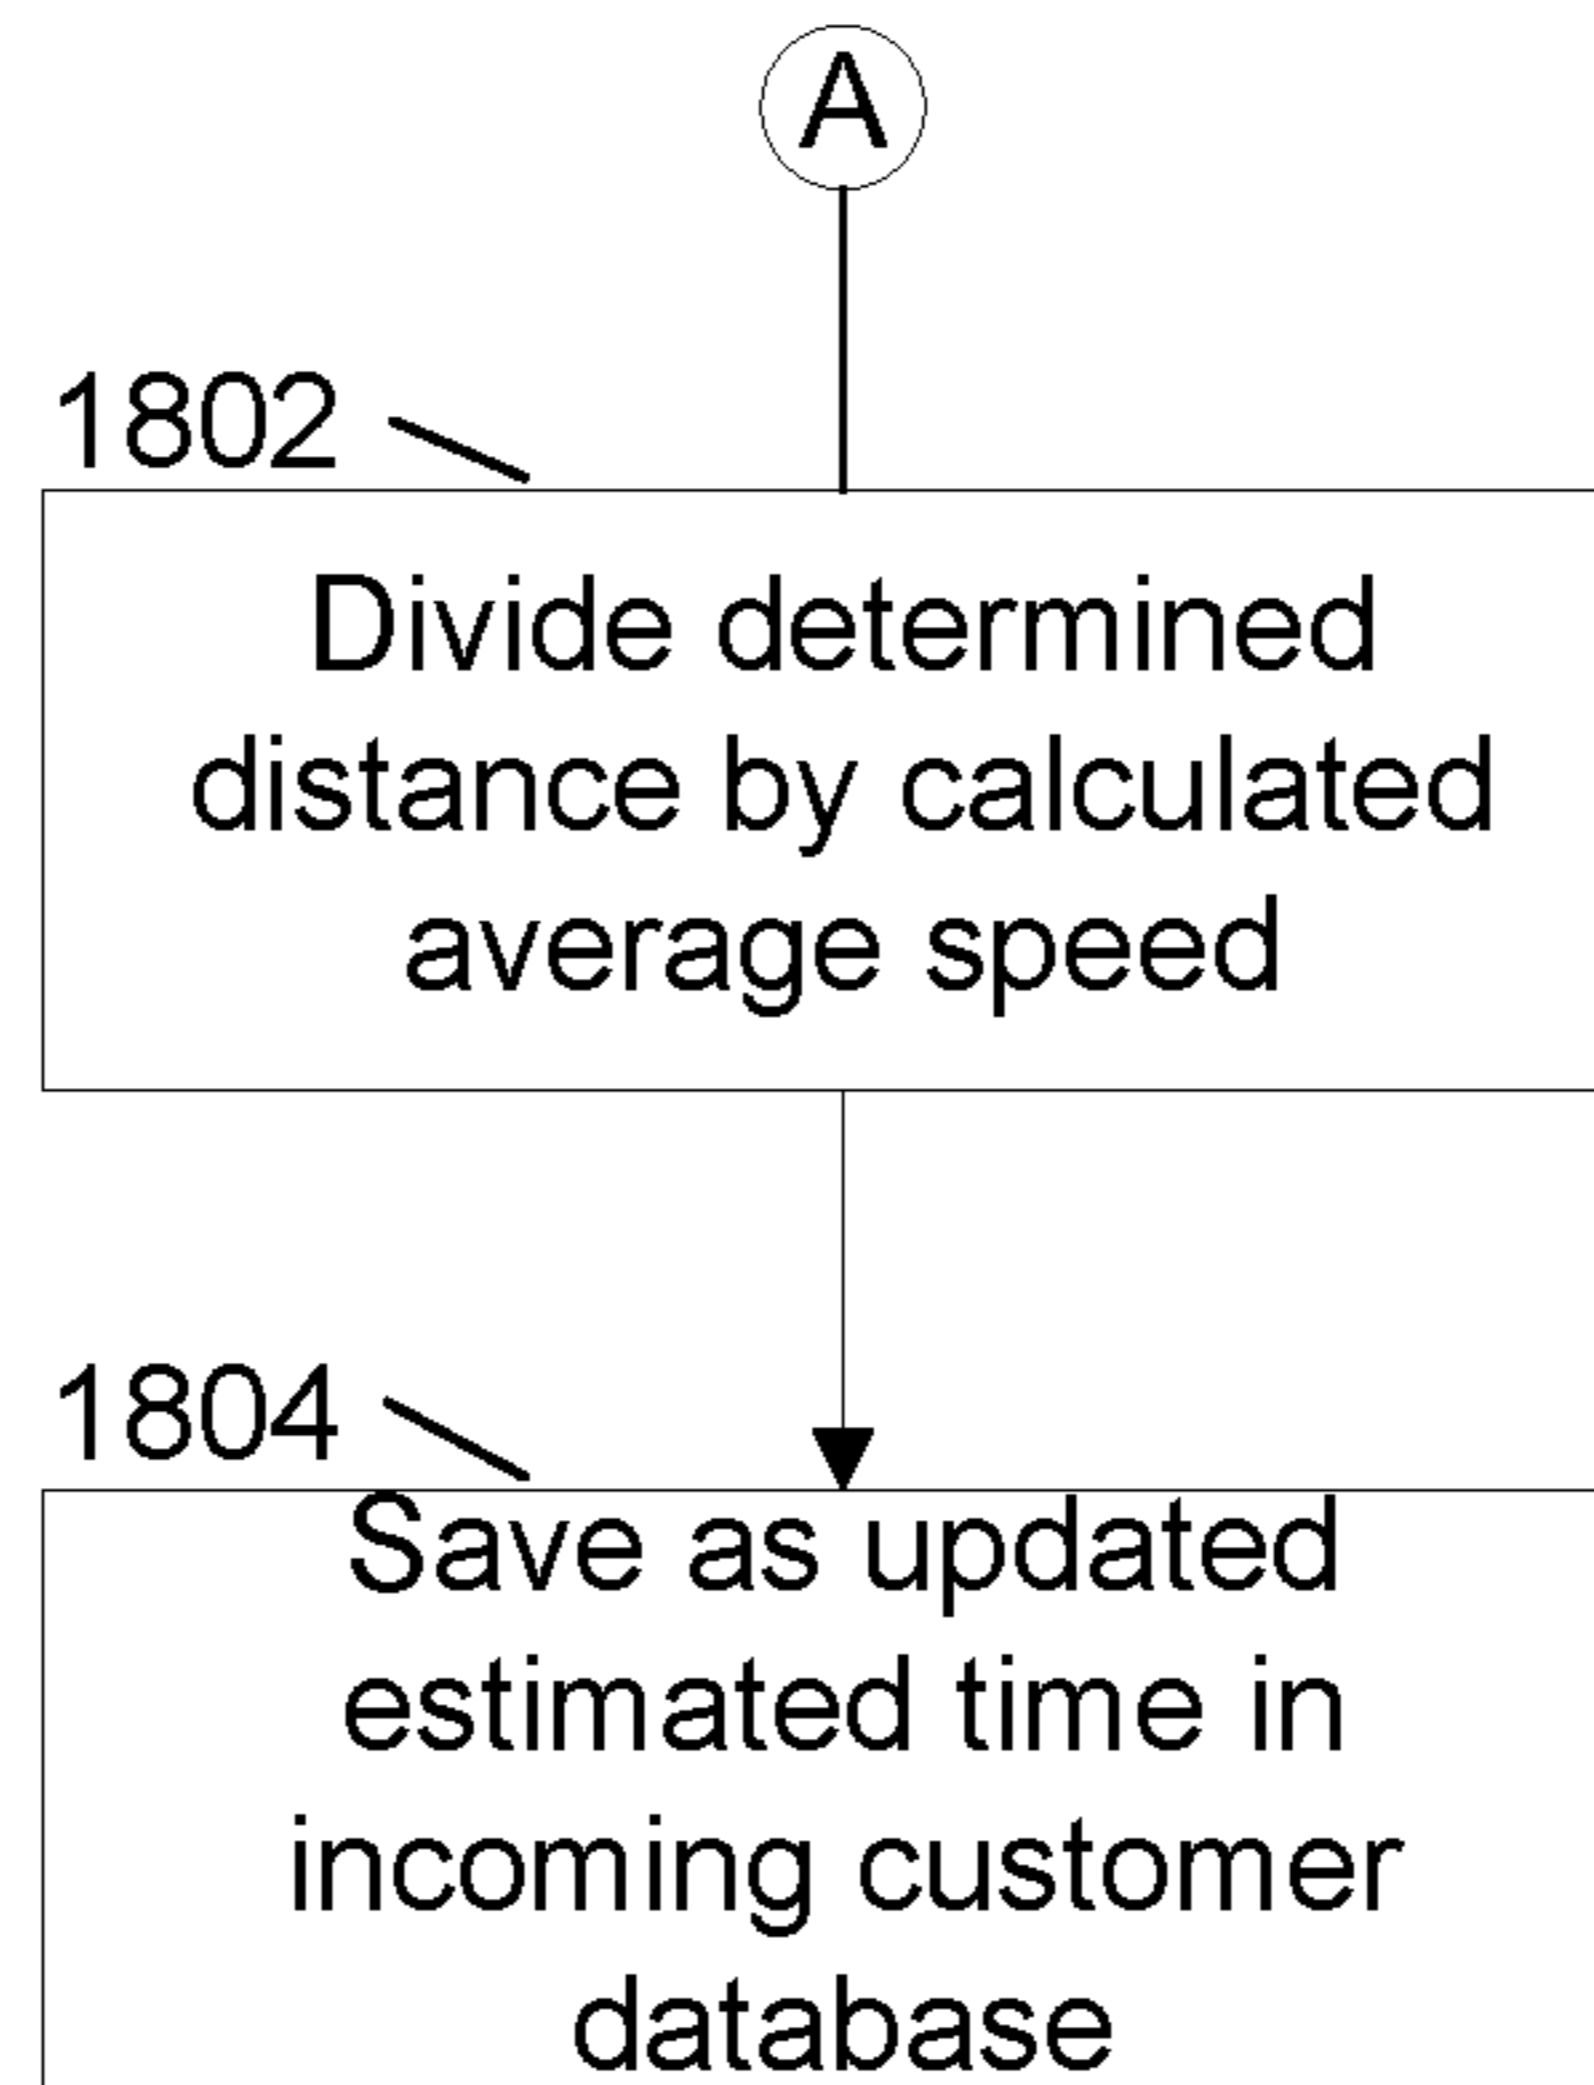 A
1802
Divide determined
distance by calculated
average speed
1804
Save as updated
estimated time in
incoming customer
database